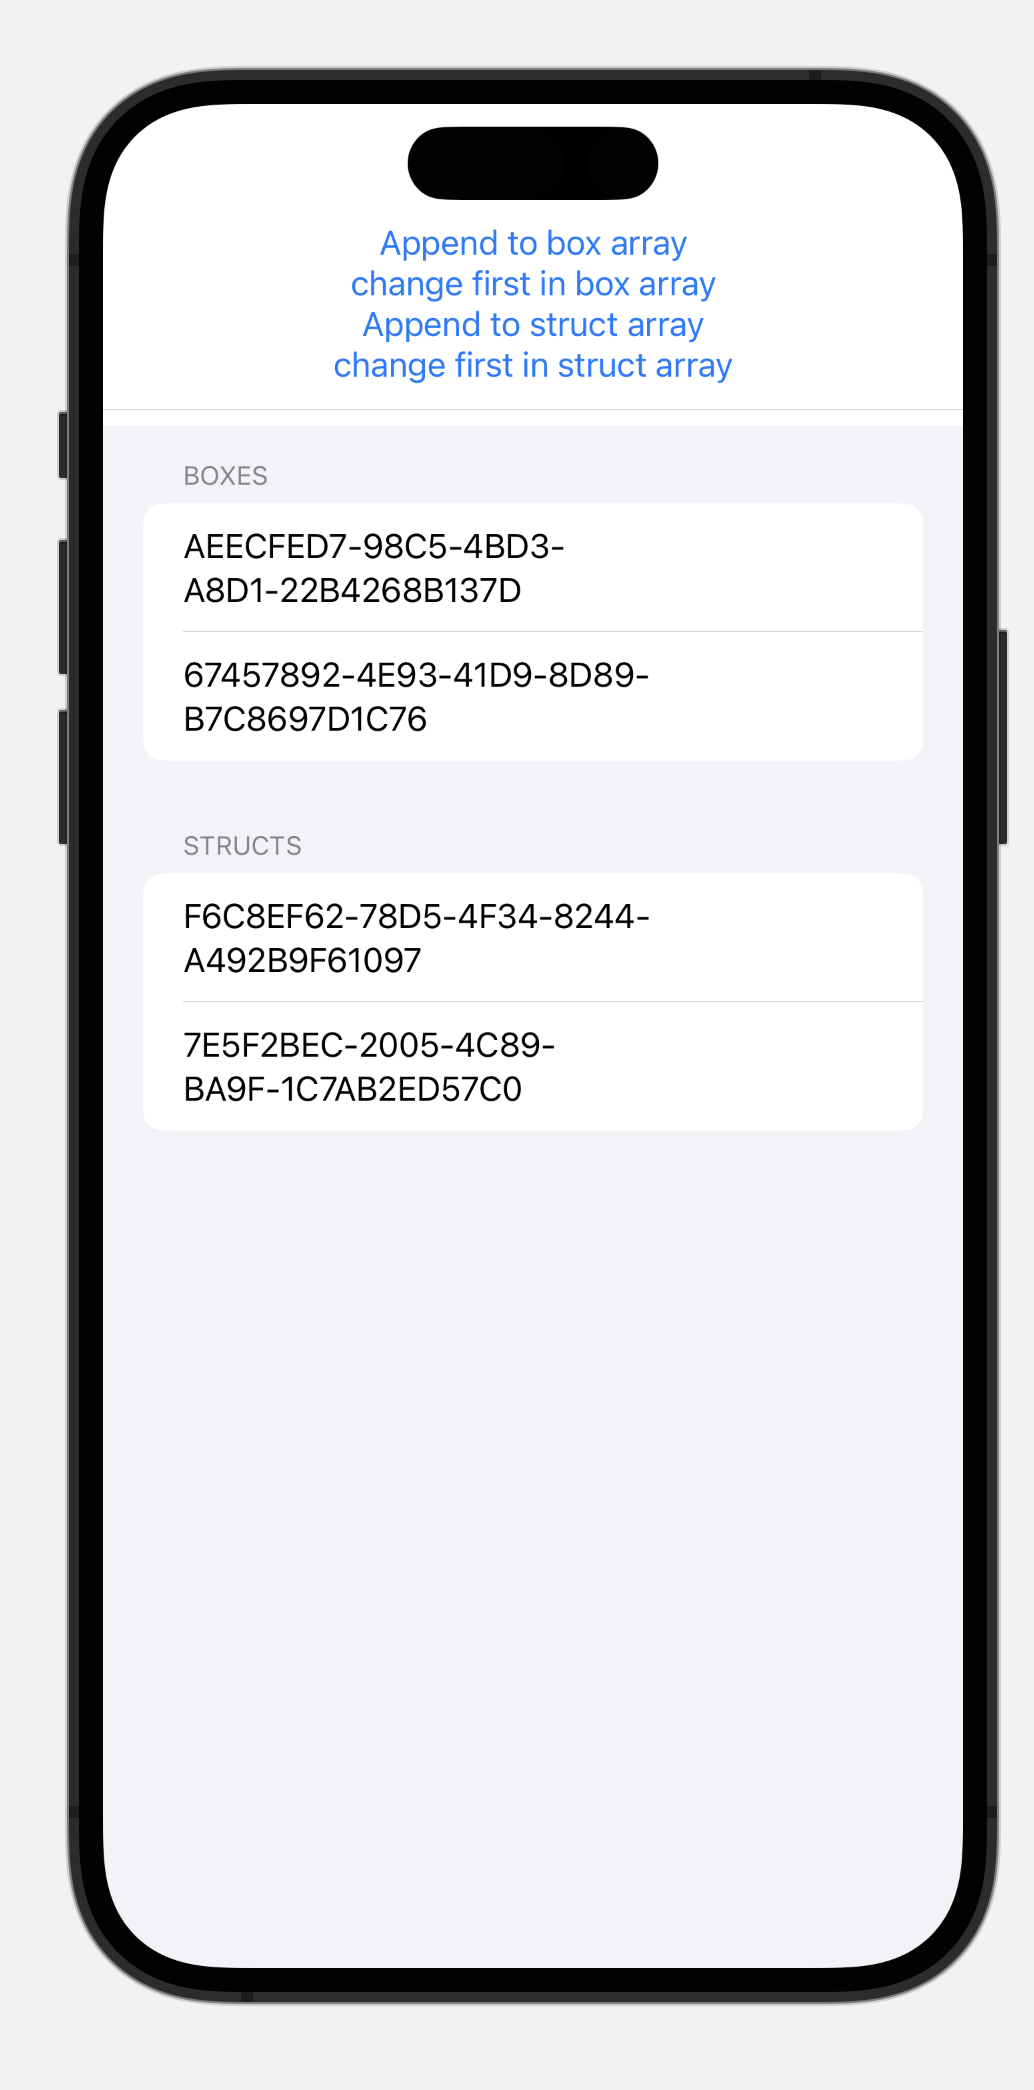 Append to box array
change first in box array
Append to struct array
change first in struct array
BOXES
AEECFED7-98C5-4BD3-
A8D1-22B4268B137D
67457892-4E93-41D9-8D89-
B7C8697D1C76
STRUCTS
F6C8EF62-78D5-4F34-8244-
A492B9F61097
7E5F2BEC-2005-4C89-
BA9F-1C7AB2ED57C0